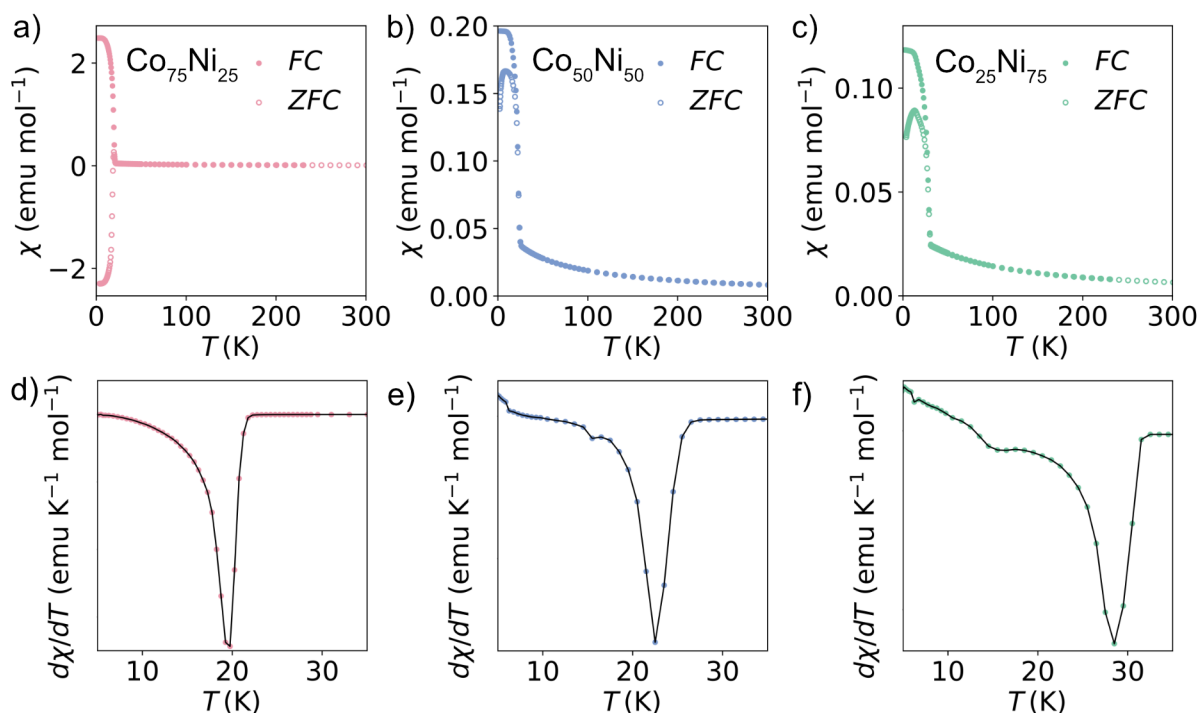 a)
Co₇₅Ni₂₅
FC
ZFC
2
0
−2
χ (emu mol⁻¹)
0 100 200 300
T (K)
b)
Co₅₀Ni₅₀
FC
ZFC
0.20
0.15
0.10
0.05
0.00
χ (emu mol⁻¹)
0 100 200 300
T (K)
c)
Co₂₅Ni₇₅
FC
ZFC
0.10
0.05
0.00
χ (emu mol⁻¹)
0 100 200 300
T (K)
d)
dχ/dT (emu K⁻¹ mol⁻¹)
10 20 30
T (K)
e)
dχ/dT (emu K⁻¹ mol⁻¹)
10 20 30
T (K)
f)
dχ/dT (emu K⁻¹ mol⁻¹)
10 20 30
T (K)